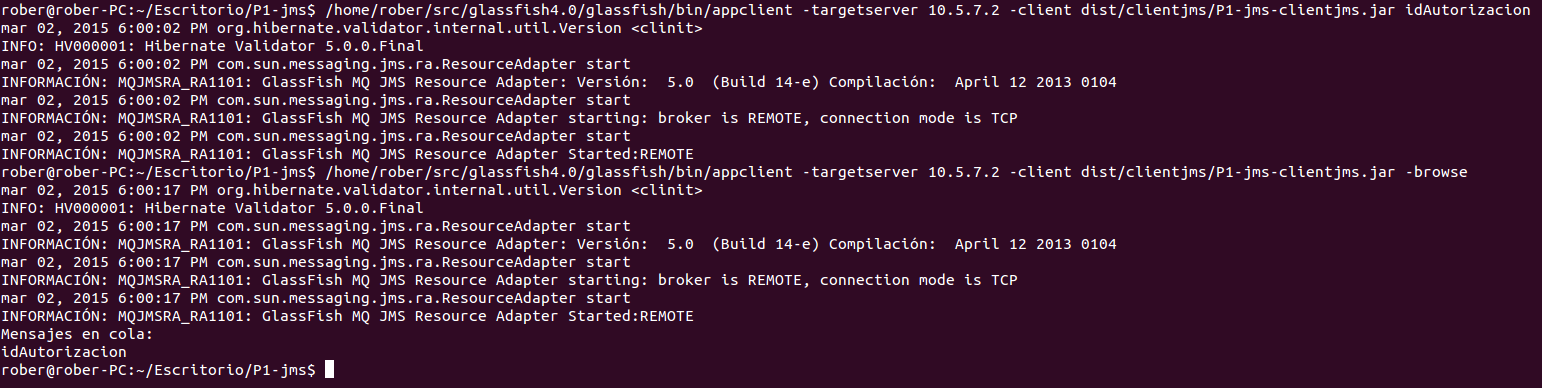 rober@rober-PC:~/Escritorio/P1-jms$ /home/rober/src/glassfish4.0/glassfish/bin/appclient -targetserver 10.5.7.2 -client dist/clientjms/P1-jms-clientjms.jar idAutorizacion
mar 02, 2015 6:00:02 PM org.hibernate.validator.internal.util.Version <clinit>
INFO: HV000001: Hibernate Validator 5.0.0.Final
mar 02, 2015 6:00:02 PM com.sun.messaging.jms.ra.ResourceAdapter start
INFORMACIÓN: MQJMSRA_RA1101: GlassFish MQ JMS Resource Adapter: Versión:  5.0  (Build 14-e) Compilación:  April 12 2013 0104
mar 02, 2015 6:00:02 PM com.sun.messaging.jms.ra.ResourceAdapter start
INFORMACIÓN: MQJMSRA_RA1101: GlassFish MQ JMS Resource Adapter starting: broker is REMOTE, connection mode is TCP
mar 02, 2015 6:00:02 PM com.sun.messaging.jms.ra.ResourceAdapter start
INFORMACIÓN: MQJMSRA_RA1101: GlassFish MQ JMS Resource Adapter Started:REMOTE
rober@rober-PC:~/Escritorio/P1-jms$ /home/rober/src/glassfish4.0/glassfish/bin/appclient -targetserver 10.5.7.2 -client dist/clientjms/P1-jms-clientjms.jar -browse
mar 02, 2015 6:00:17 PM org.hibernate.validator.internal.util.Version <clinit>
INFO: HV000001: Hibernate Validator 5.0.0.Final
mar 02, 2015 6:00:17 PM com.sun.messaging.jms.ra.ResourceAdapter start
INFORMACIÓN: MQJMSRA_RA1101: GlassFish MQ JMS Resource Adapter: Versión:  5.0  (Build 14-e) Compilación:  April 12 2013 0104
mar 02, 2015 6:00:17 PM com.sun.messaging.jms.ra.ResourceAdapter start
INFORMACIÓN: MQJMSRA_RA1101: GlassFish MQ JMS Resource Adapter starting: broker is REMOTE, connection mode is TCP
mar 02, 2015 6:00:17 PM com.sun.messaging.jms.ra.ResourceAdapter start
INFORMACIÓN: MQJMSRA_RA1101: GlassFish MQ JMS Resource Adapter Started:REMOTE
Mensajes en cola:
idAutorizacion
rober@rober-PC:~/Escritorio/P1-jms$